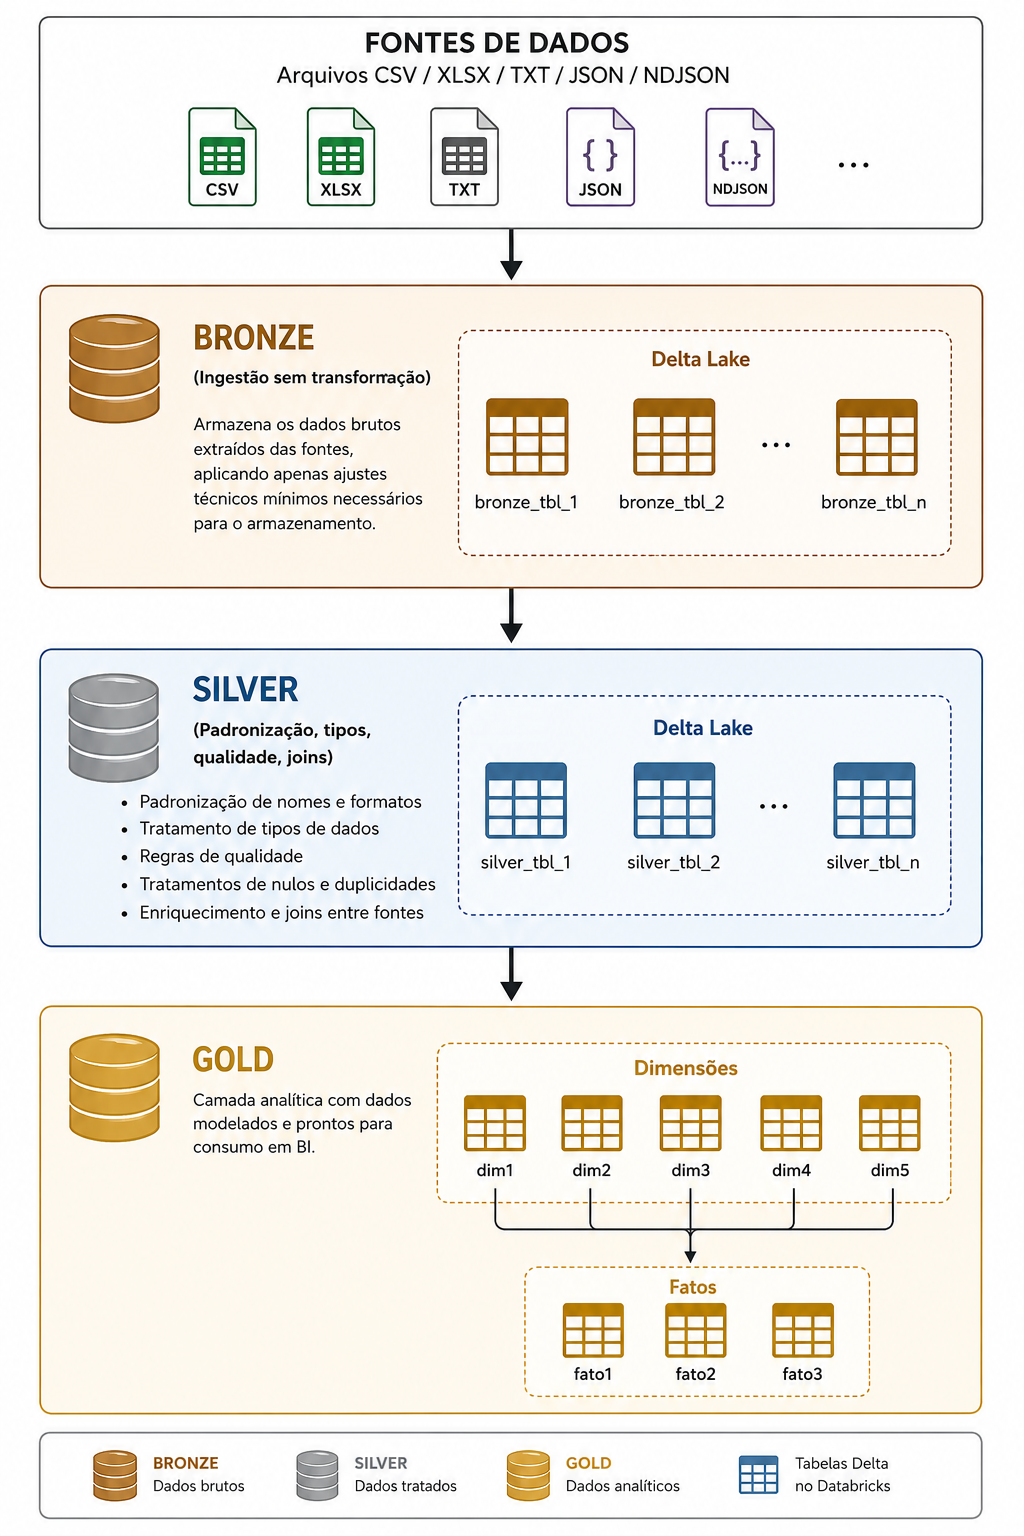 FONTES DE DADOS
Arquivos CSV / XLSX / TXT / JSON / NDJSON
CSV
XLSX
TXT
{ }
JSON
{...}
NDJSON
...
BRONZE
(Ingestão sem transformação)
Armazena os dados brutos
extraídos das fontes,
aplicando apenas ajustes
técnicos mínimos necessários
para o armazenamento.
Delta Lake
...
bronze_tbl_1
bronze_tbl_2
bronze_tbl_n
SILVER
(Padronização, tipos,
qualidade, joins)
• Padronização de nomes e formatos
• Tratamento de tipos de dados
• Regras de qualidade
• Tratamentos de nulos e duplicidades
• Enriquecimento e joins entre fontes
Delta Lake
...
silver_tbl_1
silver_tbl_2
silver_tbl_n
GOLD
Camada analítica com dados
modelados e prontos para
consumo em BI.
Dimensões
dim1
dim2
dim3
dim4
dim5
Fatos
fato1
fato2
fato3
BRONZE
Dados brutos
SILVER
Dados tratados
GOLD
Dados analíticos
Tabelas Delta
no Databricks